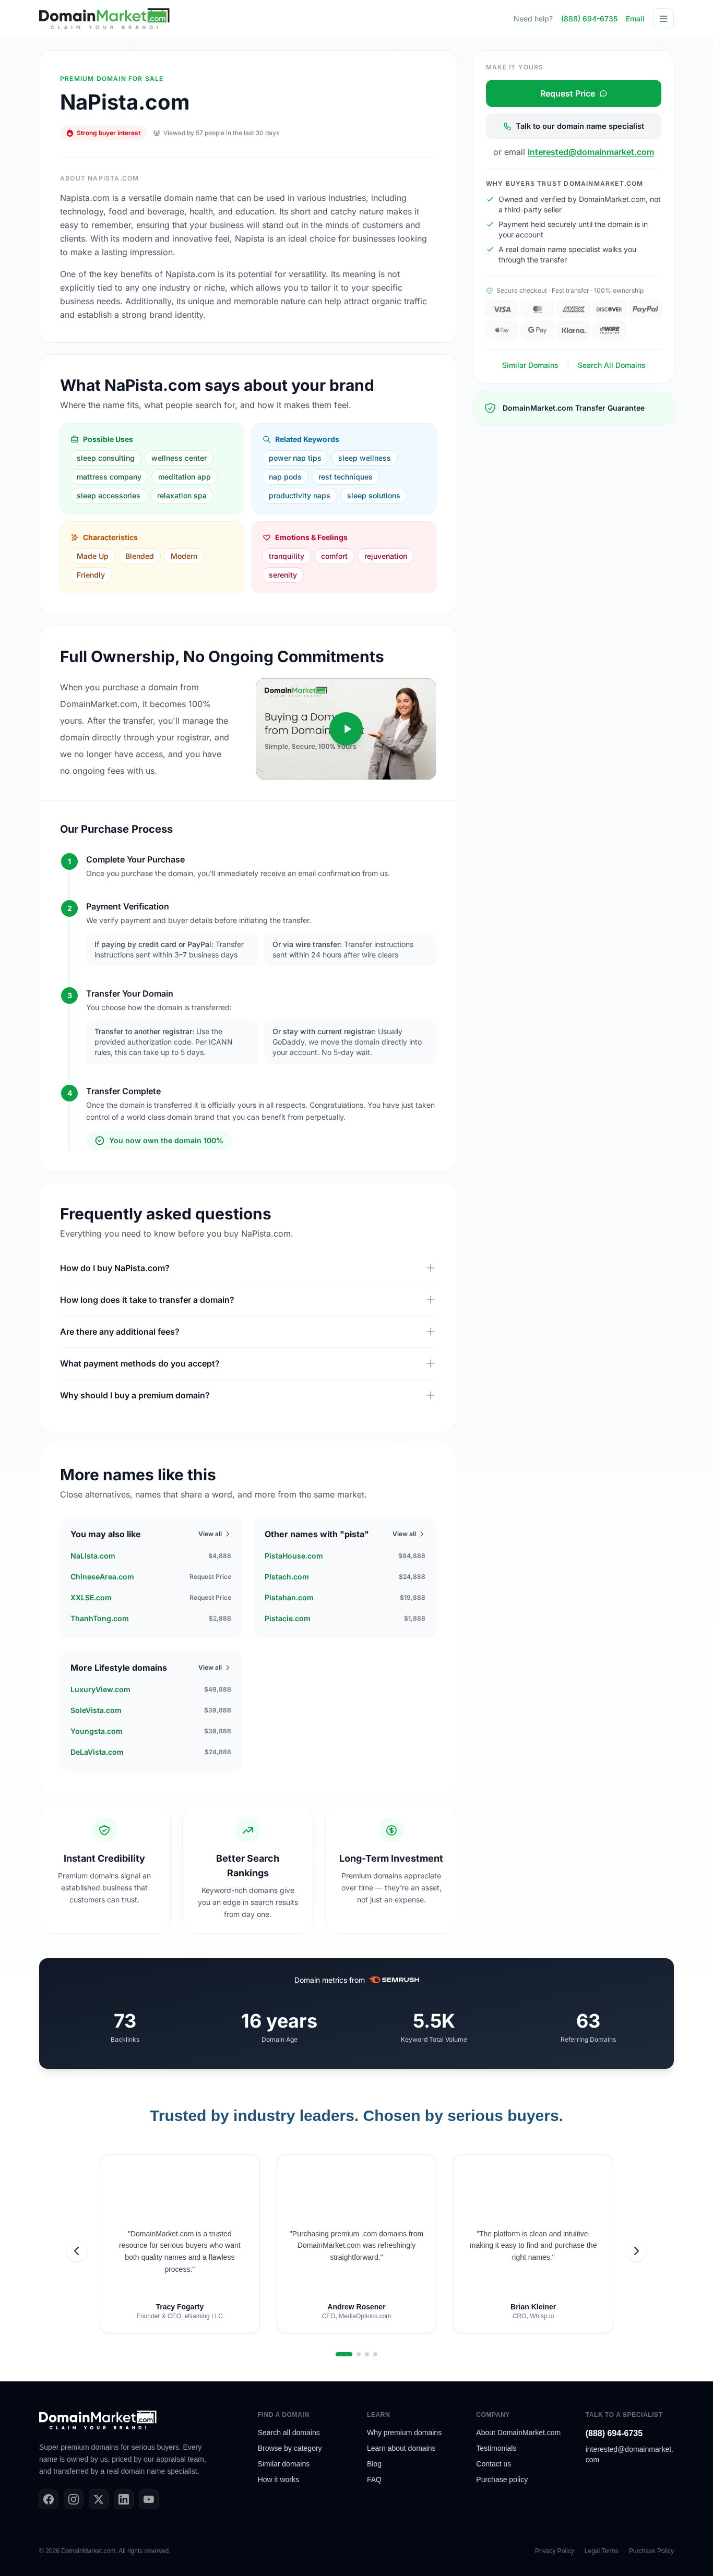 DomainMarket.com
CLAIM YOUR BRAND!
Need help?
(888) 694-6735
Email
PREMIUM DOMAIN FOR SALE
NaPista.com
Strong buyer interest
Viewed by 57 people in the last 30 days
ABOUT NAPISTA.COM
Napista.com is a versatile domain name that can be used in various industries, including
technology, food and beverage, health, and education. Its short and catchy nature makes it
easy to remember, ensuring that your business will stand out in the minds of customers and
clients. With its modern and innovative feel, Napista is an ideal choice for businesses looking
to make a lasting impression.
One of the key benefits of Napista.com is its potential for versatility. Its meaning is not
explicitly tied to any one industry or niche, which allows you to tailor it to your specific
business needs. Additionally, its unique and memorable name can help attract organic traffic
and establish a strong brand identity.
MAKE IT YOURS
Request Price
Talk to our domain name specialist
or email interested@domainmarket.com
WHY BUYERS TRUST DOMAINMARKET.COM
Owned and verified by DomainMarket.com, not
a third-party seller
Payment held securely until the domain is in
your account
A real domain name specialist walks you
through the transfer
Secure checkout · Fast transfer · 100% ownership
VISA
AMEX
DISCOVER
PayPal
Apple Pay
G Pay
Klarna.
WIRE
TRANSFER
Similar Domains
Search All Domains
DomainMarket.com Transfer Guarantee
What NaPista.com says about your brand
Where the name fits, what people search for, and how it makes them feel.
Possible Uses
sleep consulting
wellness center
mattress company
meditation app
sleep accessories
relaxation spa
Related Keywords
power nap tips
sleep wellness
nap pods
rest techniques
productivity naps
sleep solutions
Characteristics
Made Up
Blended
Modern
Friendly
Emotions & Feelings
tranquility
comfort
rejuvenation
serenity
Full Ownership, No Ongoing Commitments
When you purchase a domain from
DomainMarket.com, it becomes 100%
yours. After the transfer, you'll manage the
domain directly through your registrar, and
we no longer have access, and you have
no ongoing fees with us.
DomainMarket.com
CLAIM YOUR BRAND!
Buying a Dom
from Domain
Simple, Secure, 100% Yours
Our Purchase Process
1
Complete Your Purchase
Once you purchase the domain, you'll immediately receive an email confirmation from us.
2
Payment Verification
We verify payment and buyer details before initiating the transfer.
If paying by credit card or PayPal: Transfer
instructions sent within 3–7 business days
Or via wire transfer: Transfer instructions
sent within 24 hours after wire clears
3
Transfer Your Domain
You choose how the domain is transferred:
Transfer to another registrar: Use the
provided authorization code. Per ICANN
rules, this can take up to 5 days.
Or stay with current registrar: Usually
GoDaddy, we move the domain directly into
your account. No 5-day wait.
4
Transfer Complete
Once the domain is transferred it is officially yours in all respects. Congratulations. You have just taken
control of a world class domain brand that you can benefit from perpetually.
You now own the domain 100%
Frequently asked questions
Everything you need to know before you buy NaPista.com.
How do I buy NaPista.com?
How long does it take to transfer a domain?
Are there any additional fees?
What payment methods do you accept?
Why should I buy a premium domain?
More names like this
Close alternatives, names that share a word, and more from the same market.
You may also like
View all
NaLista.com
$4,888
ChineseArea.com
Request Price
XXLSE.com
Request Price
ThanhTong.com
$2,888
Other names with "pista"
View all
PistaHouse.com
$94,888
Pistach.com
$24,888
Pistahan.com
$19,888
Pistacie.com
$1,888
More Lifestyle domains
View all
LuxuryView.com
$49,888
SoleVista.com
$39,888
Youngsta.com
$39,888
DeLaVista.com
$24,888
Instant Credibility
Premium domains signal an
established business that
customers can trust.
Better Search
Rankings
Keyword-rich domains give
you an edge in search results
from day one.
Long-Term Investment
Premium domains appreciate
over time — they're an asset,
not just an expense.
Domain metrics from SEMRUSH
73
Backlinks
16 years
Domain Age
5.5K
Keyword Total Volume
63
Referring Domains
Trusted by industry leaders. Chosen by serious buyers.
"DomainMarket.com is a trusted
resource for serious buyers who want
both quality names and a flawless
process."
Tracy Fogarty
Founder & CEO, eNaming LLC
"Purchasing premium .com domains from
DomainMarket.com was refreshingly
straightforward."
Andrew Rosener
CEO, MediaOptions.com
"The platform is clean and intuitive,
making it easy to find and purchase the
right names."
Brian Kleiner
CRO, Whisp.io
DomainMarket.com
CLAIM YOUR BRAND!
Super premium domains for serious buyers. Every
name is owned by us, priced by our appraisal team,
and transferred by a real domain name specialist.
FIND A DOMAIN
Search all domains
Browse by category
Similar domains
How it works
LEARN
Why premium domains
Learn about domains
Blog
FAQ
COMPANY
About DomainMarket.com
Testimonials
Contact us
Purchase policy
TALK TO A SPECIALIST
(888) 694-6735
interested@domainmarket.
com
© 2026 DomainMarket.com. All rights reserved.
Privacy Policy
Legal Terms
Purchase Policy